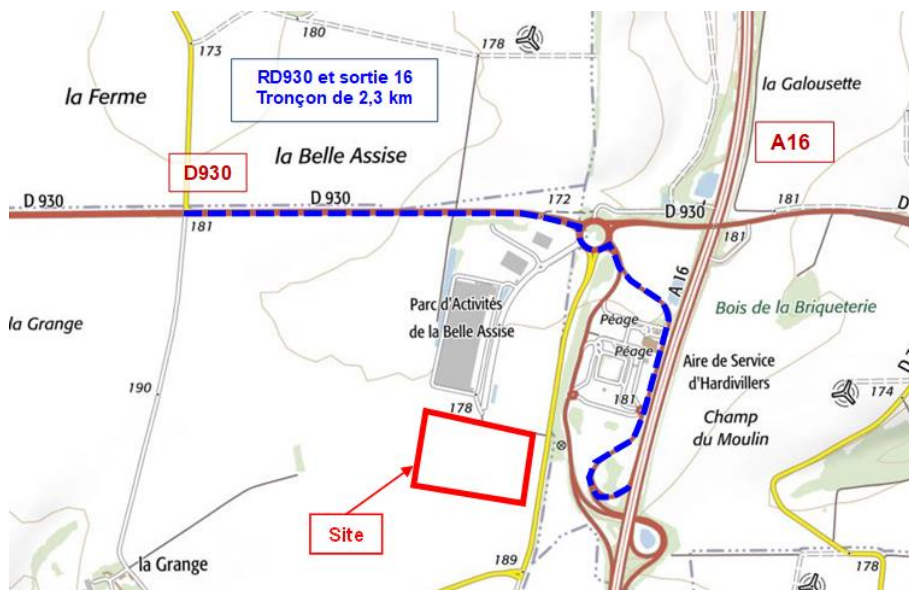 180
173
178
RD930 et sortie 16
Tronçon de 2,3 km
la Ferme
la Galousette
A16
la Belle Assise
D930
D 930
D 930
172
D 930
181
D
181
181
A 16
Parc d'Activités
de la Belle Assise
Bois de la Briqueterie
la Grange
Péage
Péage
Aire de Service
d'Hardivillers
190
178
181
174
Champ
du Moulin
Site
la Grange
189
178